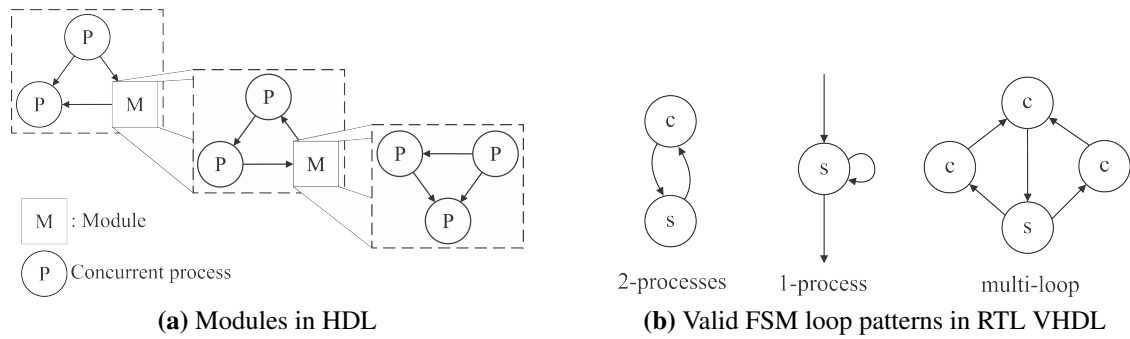 P
P
M
P
P
M
P
P
P
M : Module
P Concurrent process
c
s
2-processes
s
1-process
c
c
c
s
multi-loop
(a) Modules in HDL
(b) Valid FSM loop patterns in RTL VHDL